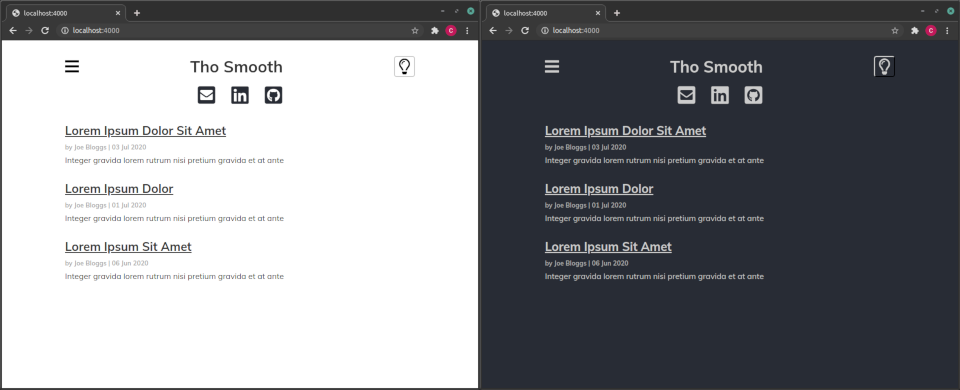 localhost:4000
localhost:4000
Tho Smooth
Lorem Ipsum Dolor Sit Amet
by Joe Bloggs | 03 Jul 2020
Integer gravida lorem rutrum nisi pretium gravida et at ante
Lorem Ipsum Dolor
by Joe Bloggs | 01 Jul 2020
Integer gravida lorem rutrum nisi pretium gravida et at ante
Lorem Ipsum Sit Amet
by Joe Bloggs | 06 Jun 2020
Integer gravida lorem rutrum nisi pretium gravida et at ante
localhost:4000
localhost:4000
Tho Smooth
Lorem Ipsum Dolor Sit Amet
by Joe Bloggs | 03 Jul 2020
Integer gravida lorem rutrum nisi pretium gravida et at ante
Lorem Ipsum Dolor
by Joe Bloggs | 01 Jul 2020
Integer gravida lorem rutrum nisi pretium gravida et at ante
Lorem Ipsum Sit Amet
by Joe Bloggs | 06 Jun 2020
Integer gravida lorem rutrum nisi pretium gravida et at ante